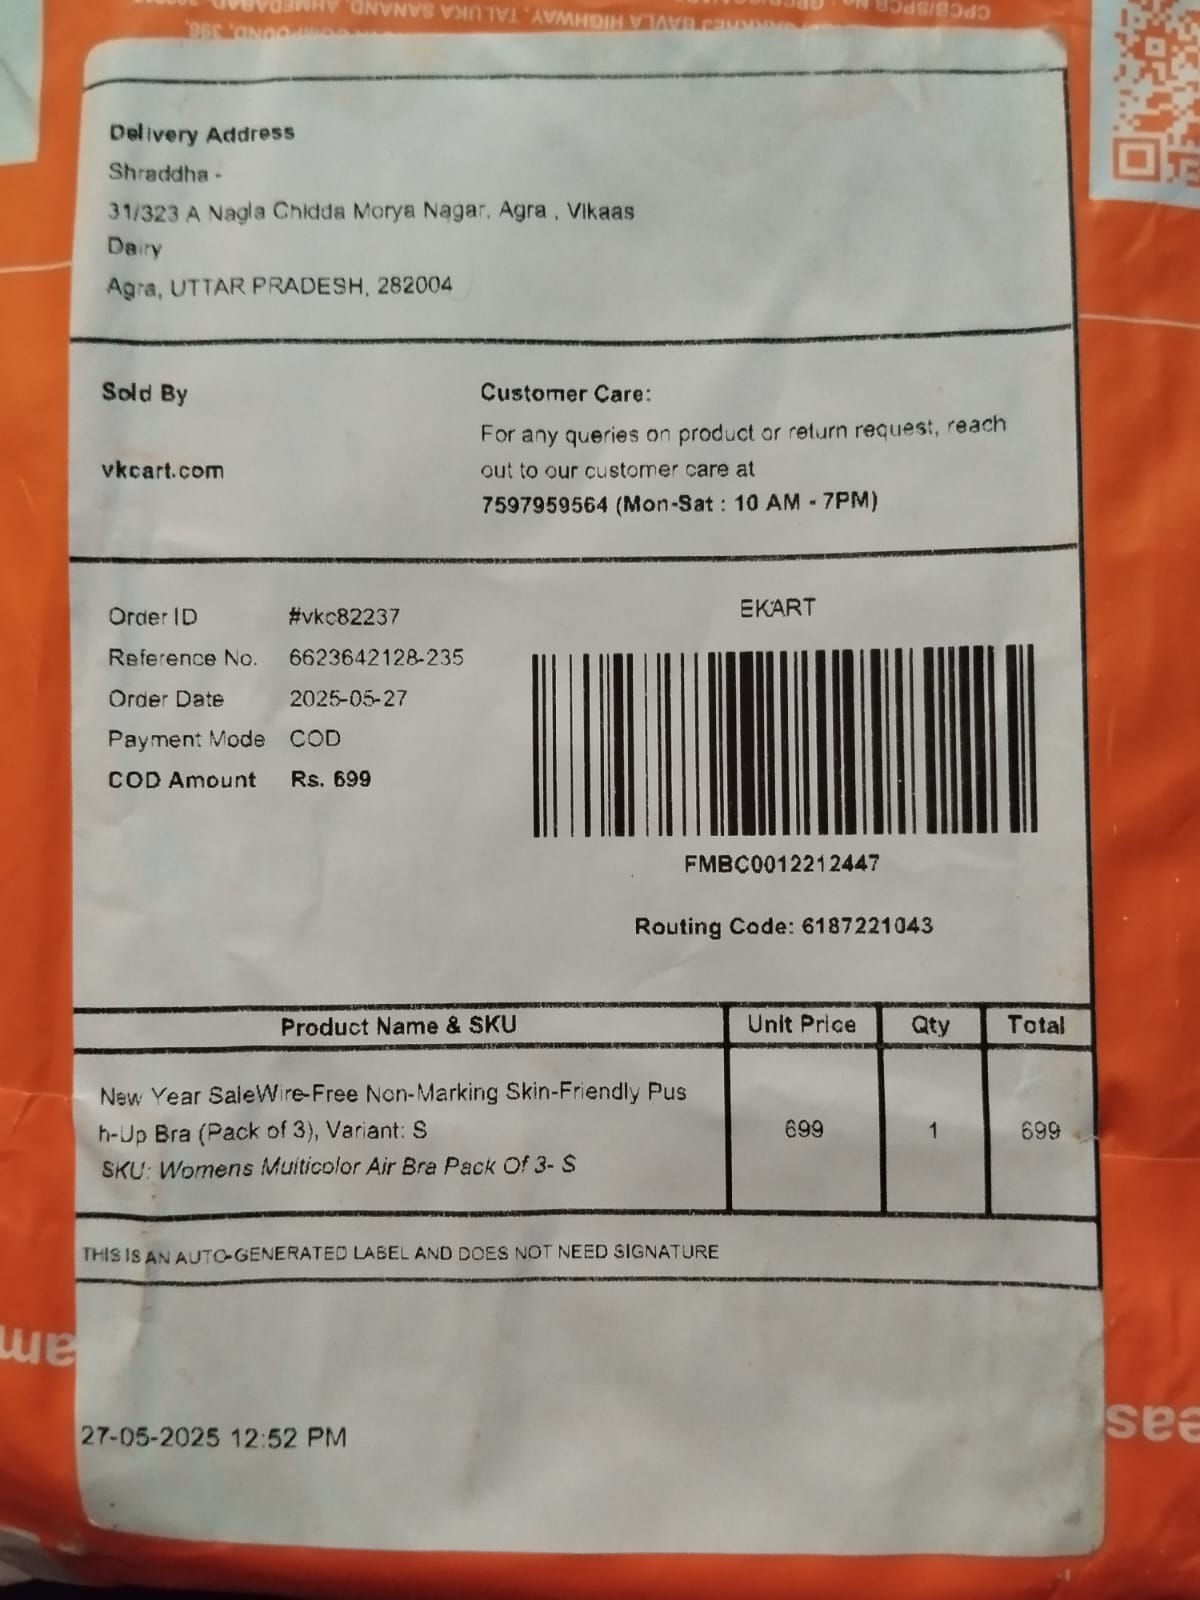 Delivery Address
Shraddha -
31/323 A Nagla Chidda Morya Nagar, Agra , Vikaas
Dairy
Agra, UTTAR PRADESH, 282004
Sold By
vkcart.com
Customer Care:
For any queries on product or return request, reach
out to our customer care at
7597959564 (Mon-Sat : 10 AM - 7PM)
Order ID #vkc82237
Reference No. 6623642128-235
Order Date 2025-05-27
Payment Mode COD
COD Amount Rs. 699
EKART
FMBC0012212447
Routing Code: 6187221043
Product Name & SKU Unit Price Qty Total
New Year SaleWire-Free Non-Marking Skin-Friendly Pus
h-Up Bra (Pack of 3), Variant: S 699 1 699
SKU: Womens Multicolor Air Bra Pack Of 3- S
THIS IS AN AUTO-GENERATED LABEL AND DOES NOT NEED SIGNATURE
27-05-2025 12:52 PM